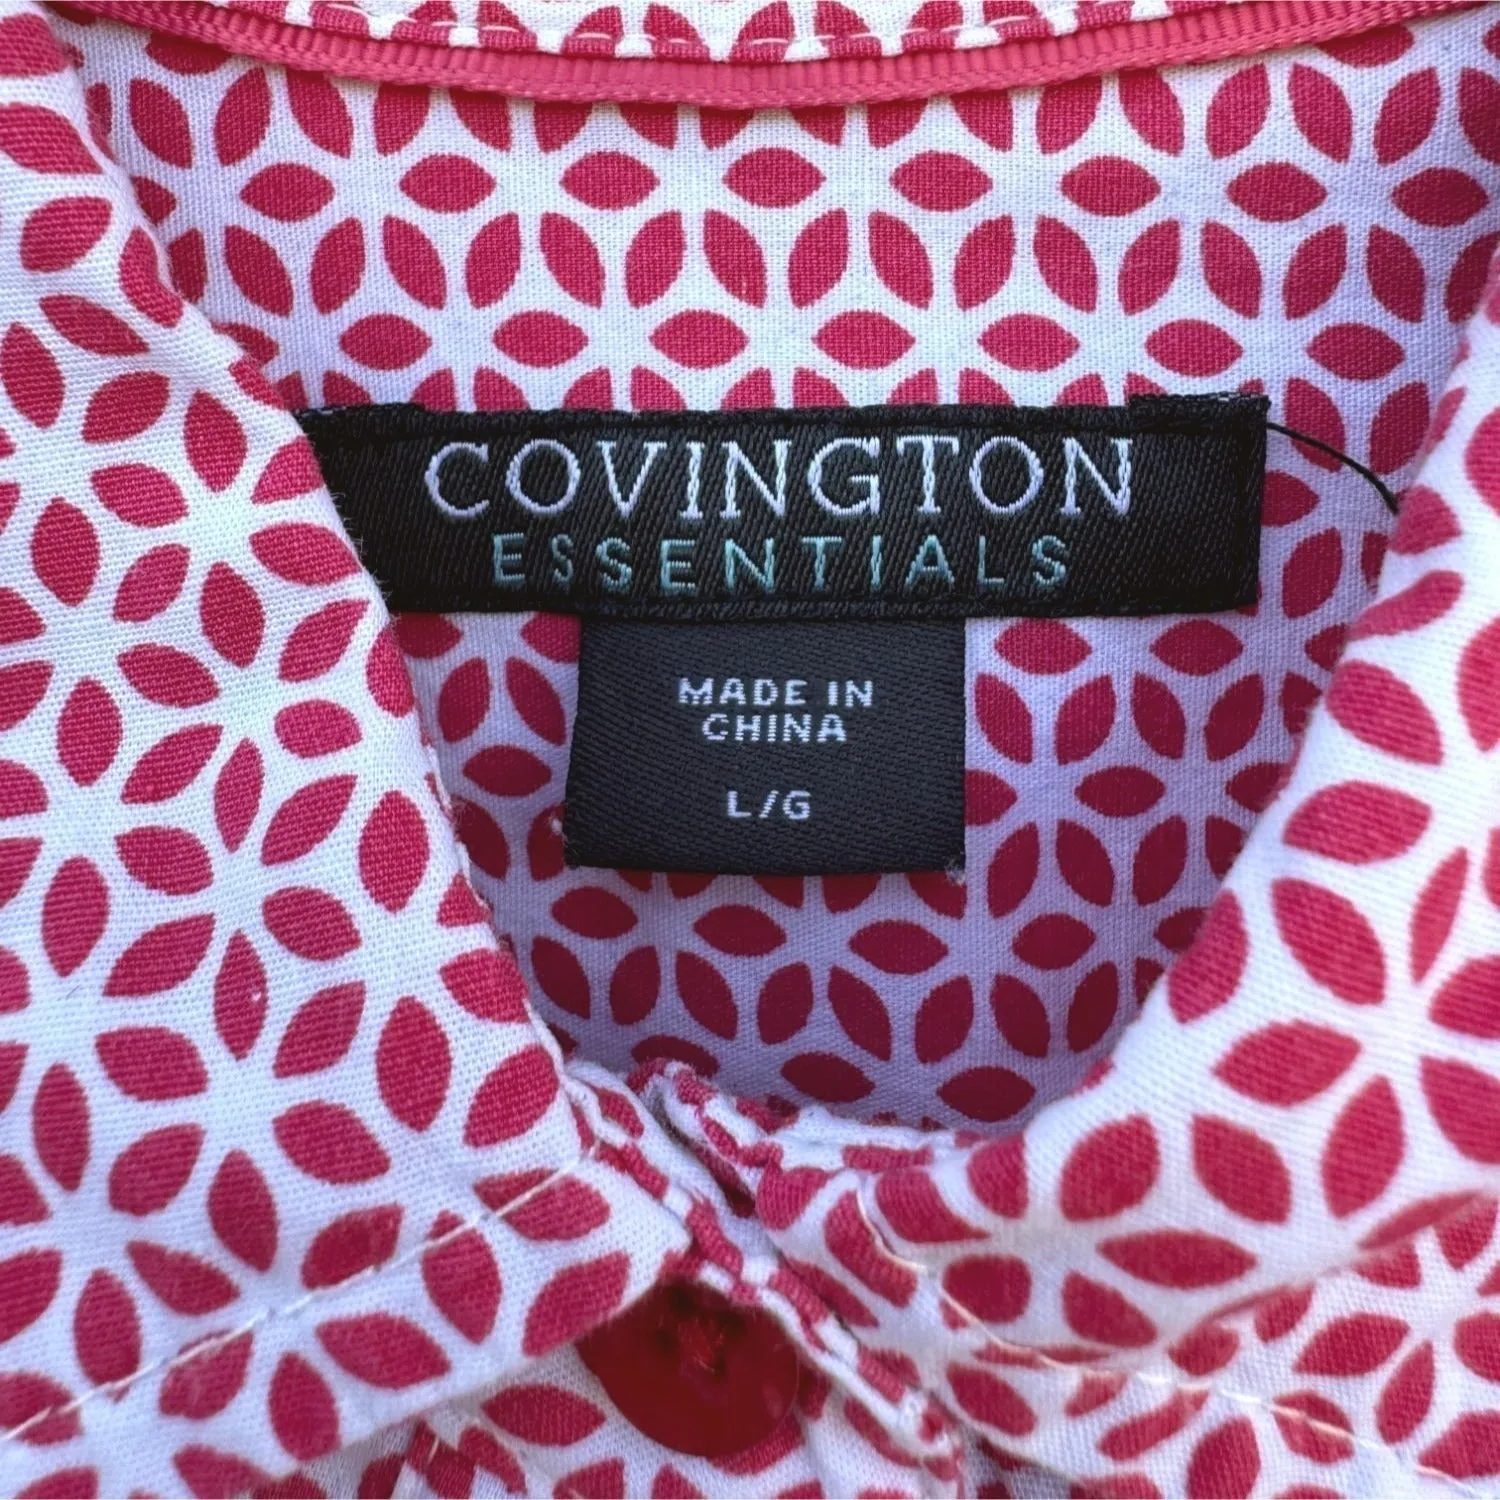 COVINGTON
ESSENTIALS
MADE IN
CHINA
L/G